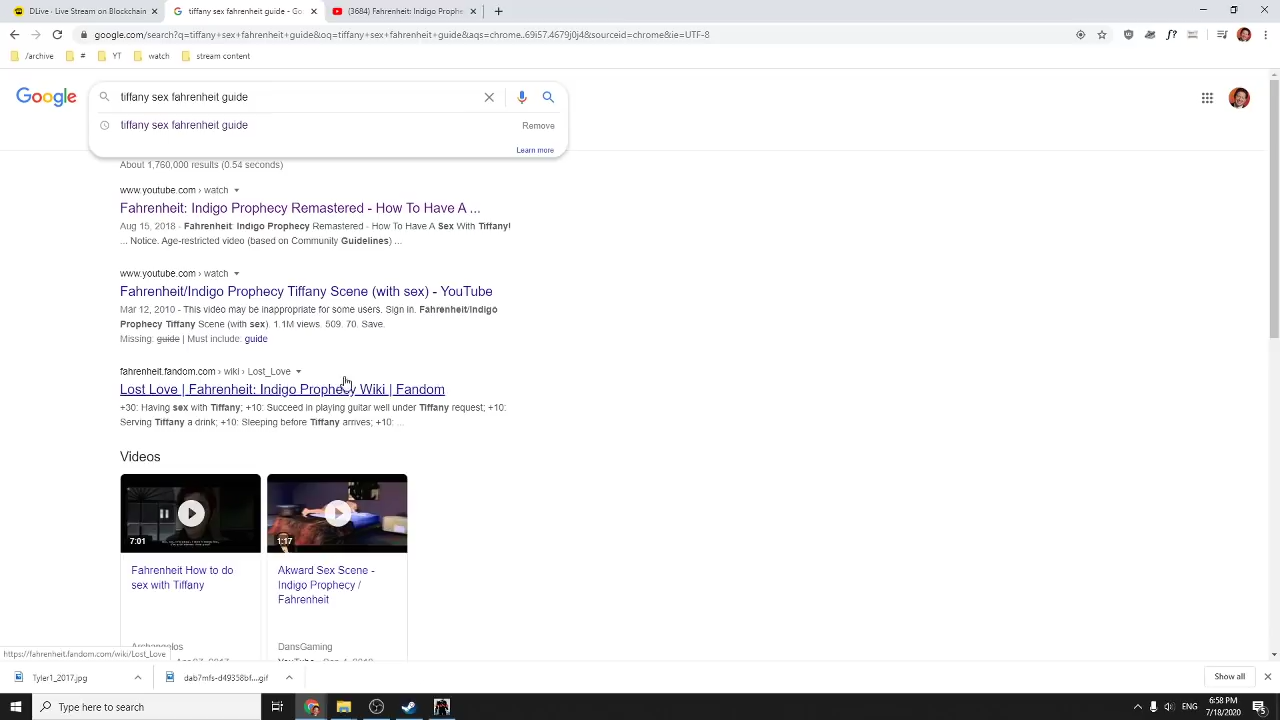 DLive - Live Stream on Blockchain
tiffany sex fahrenheit guide - Go
(3684) Fahrenheit: Indigo Prophe
google.com/search?q=tiffany+sex+fahrenheit+guide&oq=tiffany+sex+fahrenheit+guide&aqs=chrome..69i57.4679j0j4&sourceid=chrome&ie=UTF-8
/archive
#
YT
watch
stream content
Google
tiffany sex fahrenheit guide
tiffany sex fahrenheit guide
Remove
Learn more
About 1,760,000 results (0.54 seconds)
www.youtube.com › watch
Fahrenheit: Indigo Prophecy Remastered - How To Have A ...
Aug 15, 2018 - Fahrenheit: Indigo Prophecy Remastered - How To Have A Sex With Tiffany!
... Notice. Age-restricted video (based on Community Guidelines) ...
www.youtube.com › watch
Fahrenheit/Indigo Prophecy Tiffany Scene (with sex) - YouTube
Mar 12, 2010 - This video may be inappropriate for some users. Sign in. Fahrenheit/Indigo
Prophecy Tiffany Scene (with sex). 1.1M views. 509. 70. Save.
Missing: guide | Must include: guide
fahrenheit.fandom.com › wiki › Lost_Love
Lost Love | Fahrenheit: Indigo Prophecy Wiki | Fandom
+30: Having sex with Tiffany; +10: Succeed in playing guitar well under Tiffany request; +10:
Serving Tiffany a drink; +10: Sleeping before Tiffany arrives; +10: ...
Videos
7:01
1:17
Fahrenheit How to do
sex with Tiffany
Akward Sex Scene -
Indigo Prophecy /
Fahrenheit
Archangelos
DansGaming
https://fahrenheit.fandom.com/wiki/Lost_Love
Tyler1_2017.jpg
dab7mfs-d49358bf....gif
Show all
Type here to search
ENG
6:58 PM
7/18/2020
5